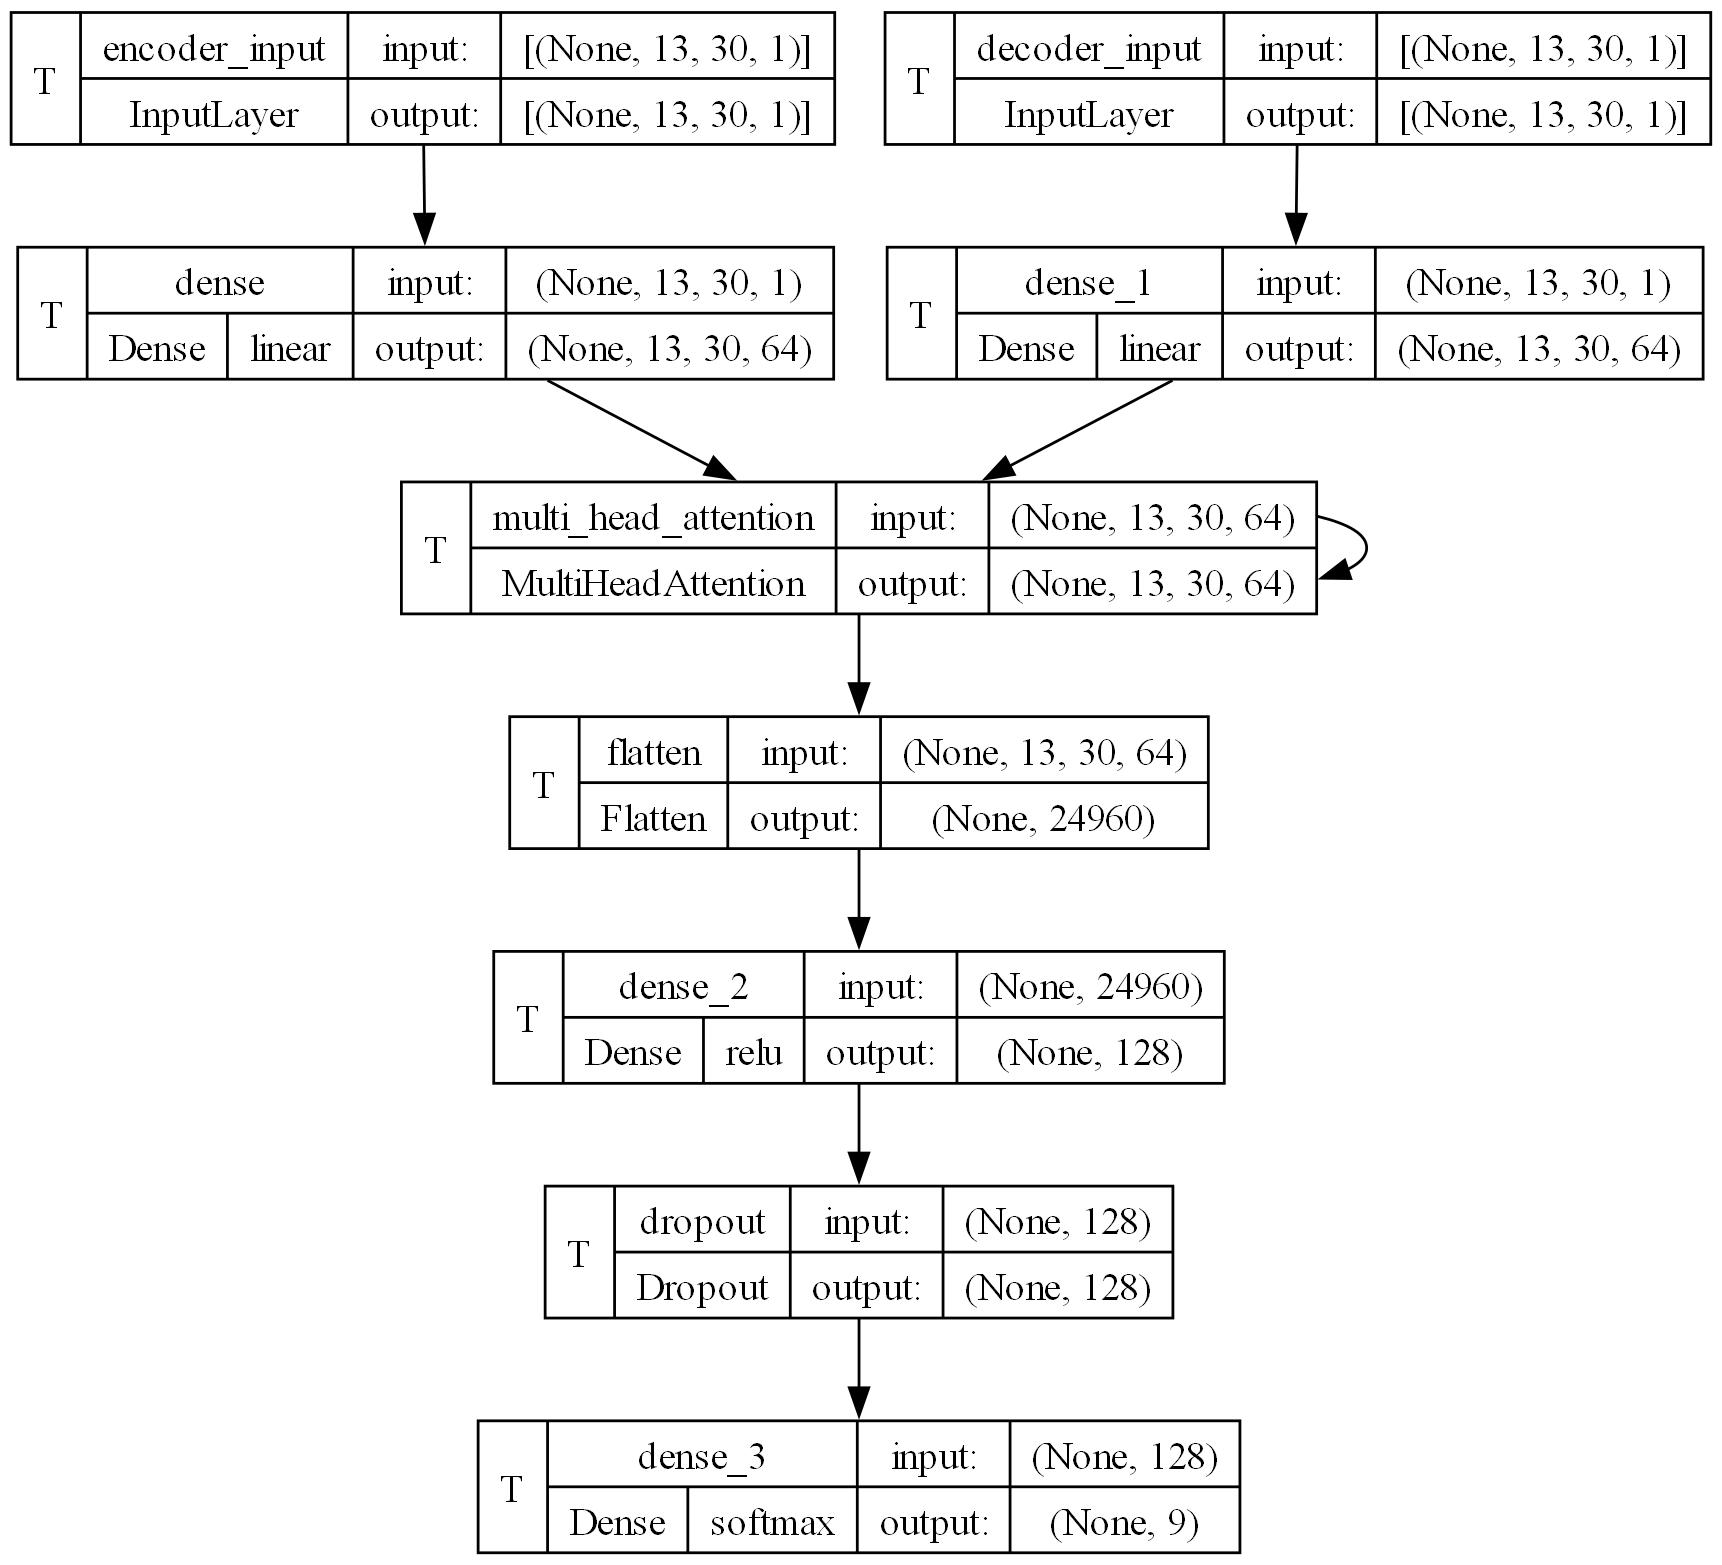 T encoder_input input: [(None, 13, 30, 1)]
InputLayer output: [(None, 13, 30, 1)]
T decoder_input input: [(None, 13, 30, 1)]
InputLayer output: [(None, 13, 30, 1)]
T dense input: (None, 13, 30, 1)
Dense linear output: (None, 13, 30, 64)
T dense_1 input: (None, 13, 30, 1)
Dense linear output: (None, 13, 30, 64)
T multi_head_attention input: (None, 13, 30, 64)
MultiHeadAttention output: (None, 13, 30, 64)
T flatten input: (None, 13, 30, 64)
Flatten output: (None, 24960)
T dense_2 input: (None, 24960)
Dense relu output: (None, 128)
T dropout input: (None, 128)
Dropout output: (None, 128)
T dense_3 input: (None, 128)
Dense softmax output: (None, 9)